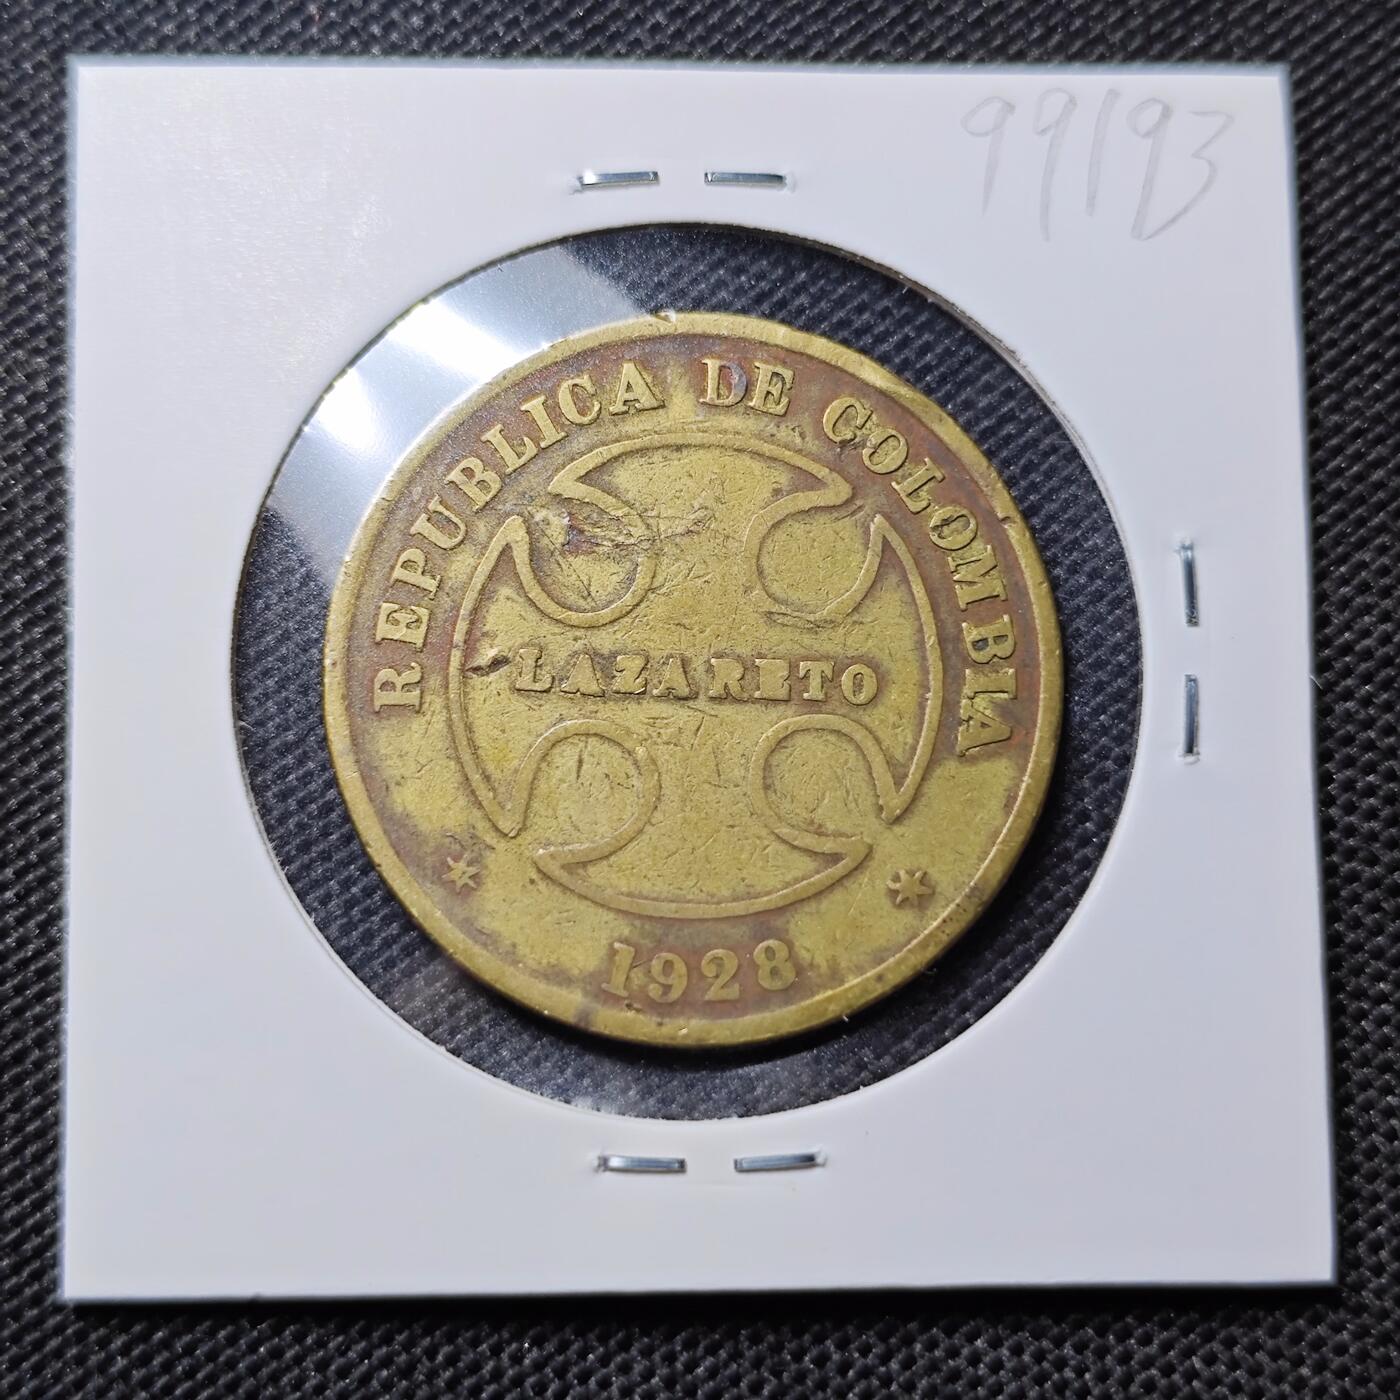 99193
REPUBLICA DE COLOMBIA
LAZARETO
1928